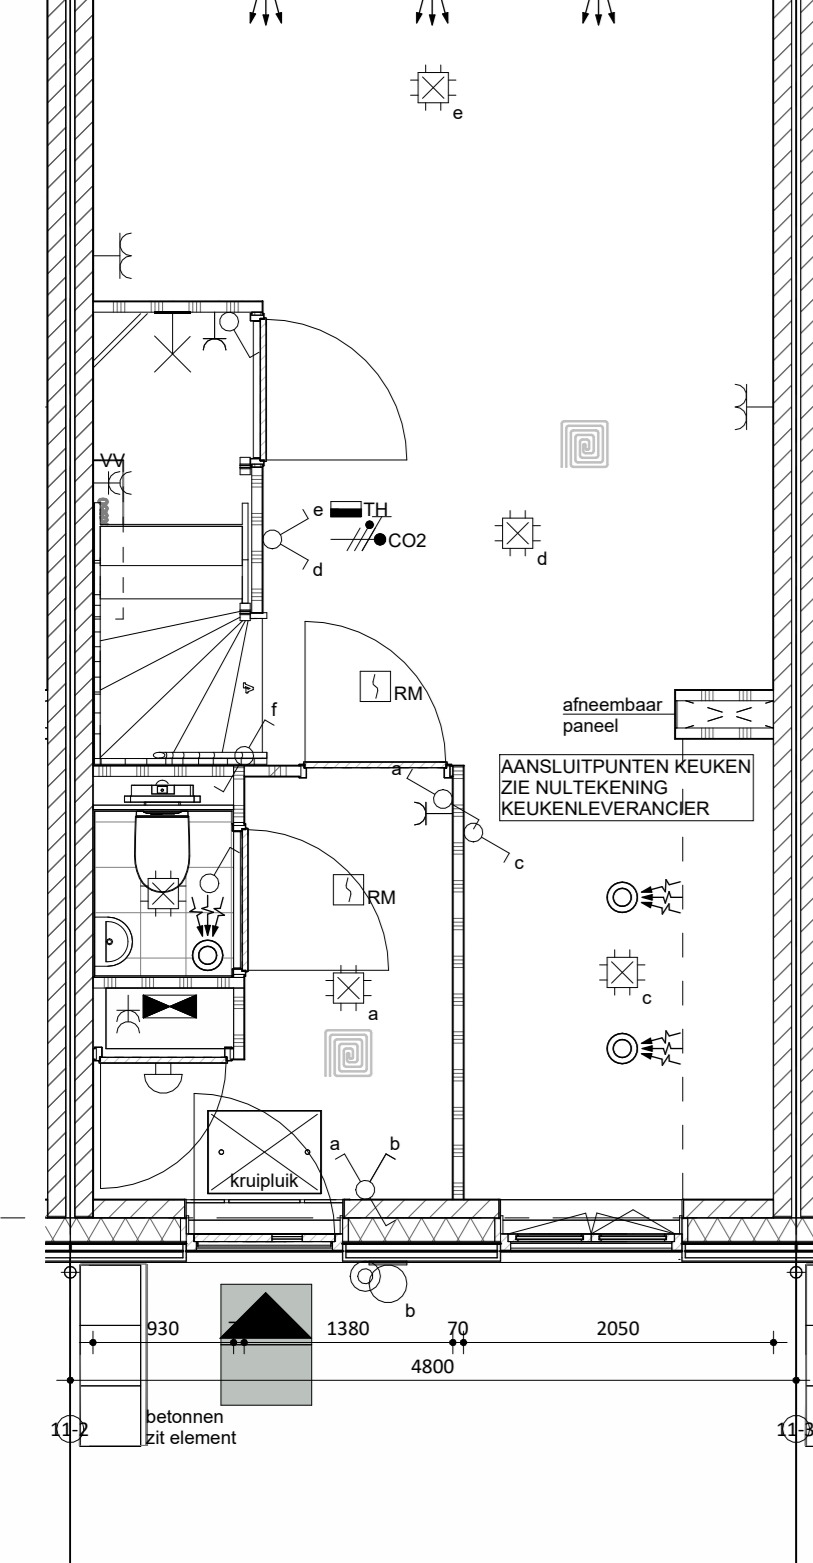 e
VV
e TH
CO2
d
d
RM
f
afneembaar
paneel
AANSLUITPUNTEN KEUKEN
ZIE NULTEKENING
KEUKENLEVERANCIER
a
c
RM
c
a
a
b
kruipluik
b
930
1380
70
2050
4800
betonnen
zit element
11-2
11-3